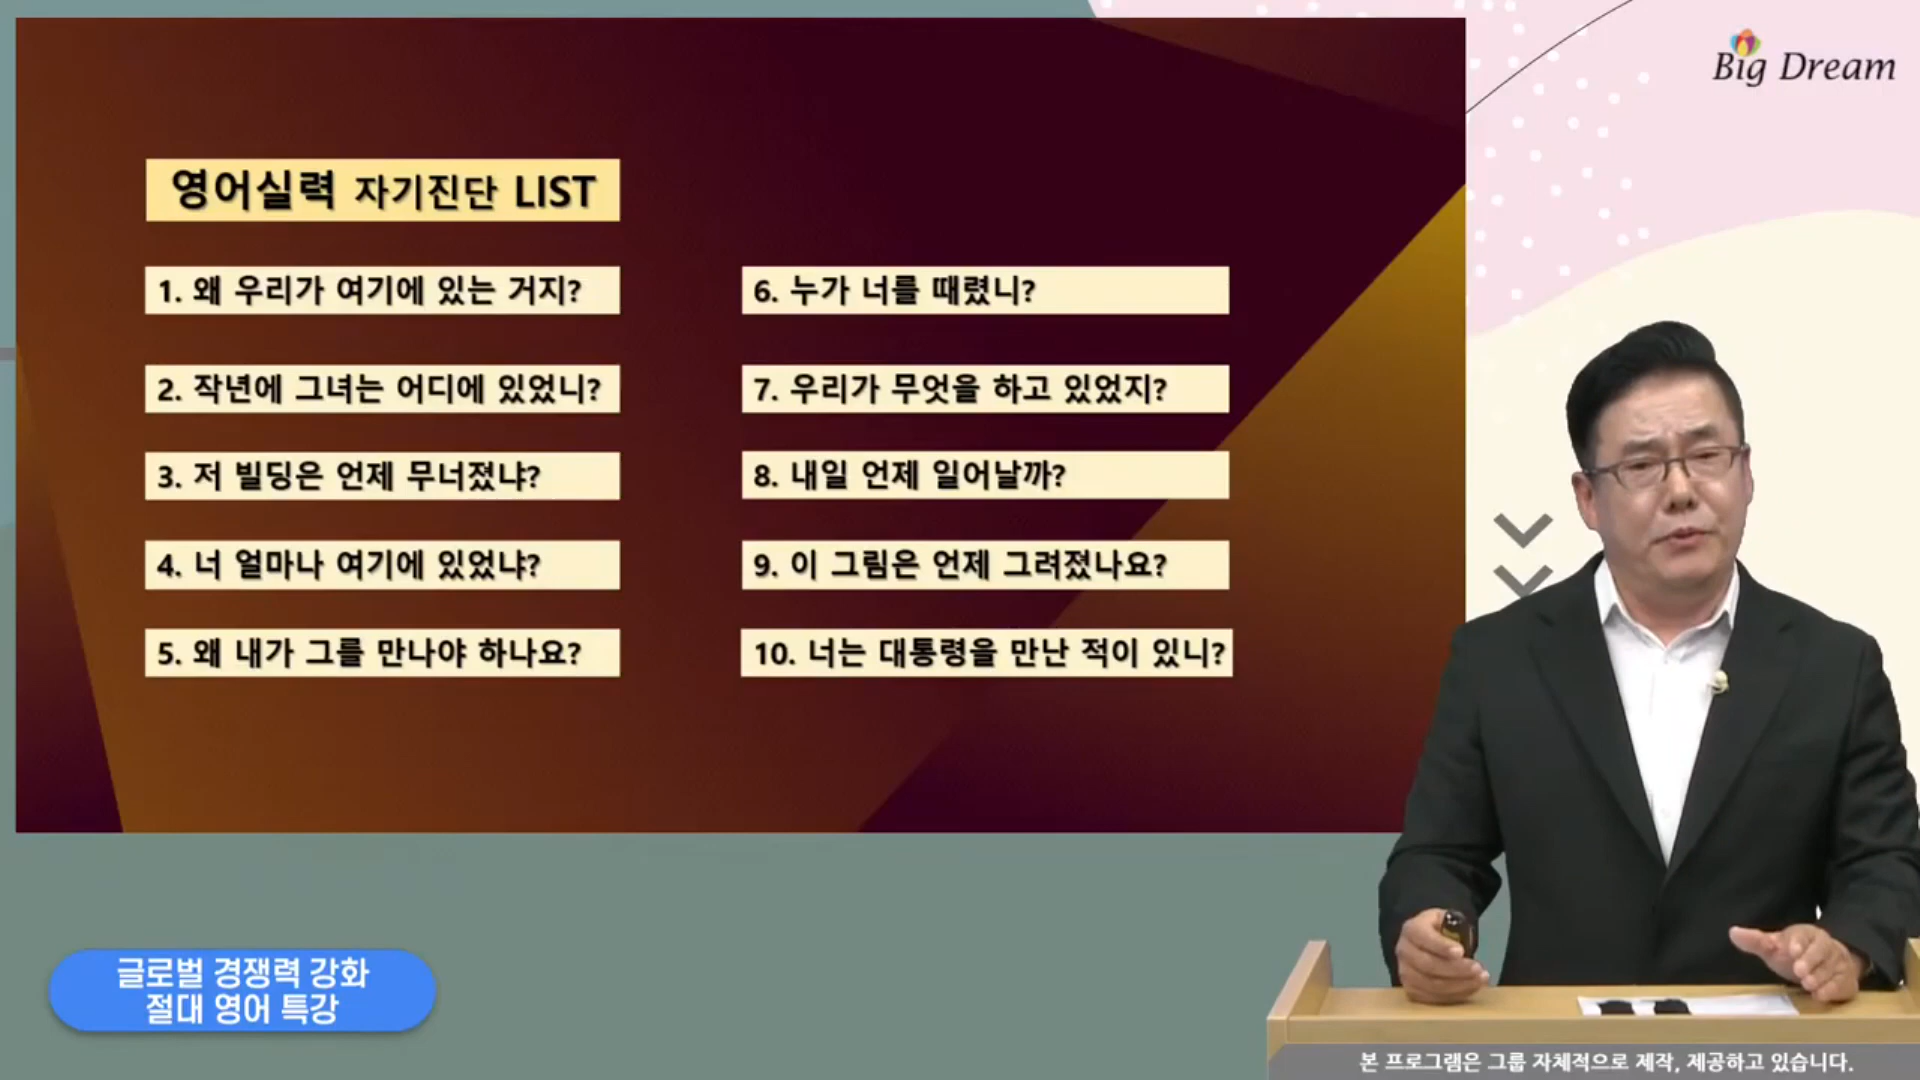 Big Dream
영어실력 자기진단 LIST
1. 왜 우리가 여기에 있는 거지?
2. 작년에 그녀는 어디에 있었니?
3. 저 빌딩은 언제 무너졌냐?
4. 너 얼마나 여기에 있었냐?
5. 왜 내가 그를 만나야 하나요?
6. 누가 너를 때렸니?
7. 우리가 무엇을 하고 있었지?
8. 내일 언제 일어날까?
9. 이 그림은 언제 그려졌나요?
10. 너는 대통령을 만난 적이 있니?
글로벌 경쟁력 강화
절대 영어 특강
본 프로그램은 그룹 자체적으로 제작, 제공하고 있습니다.